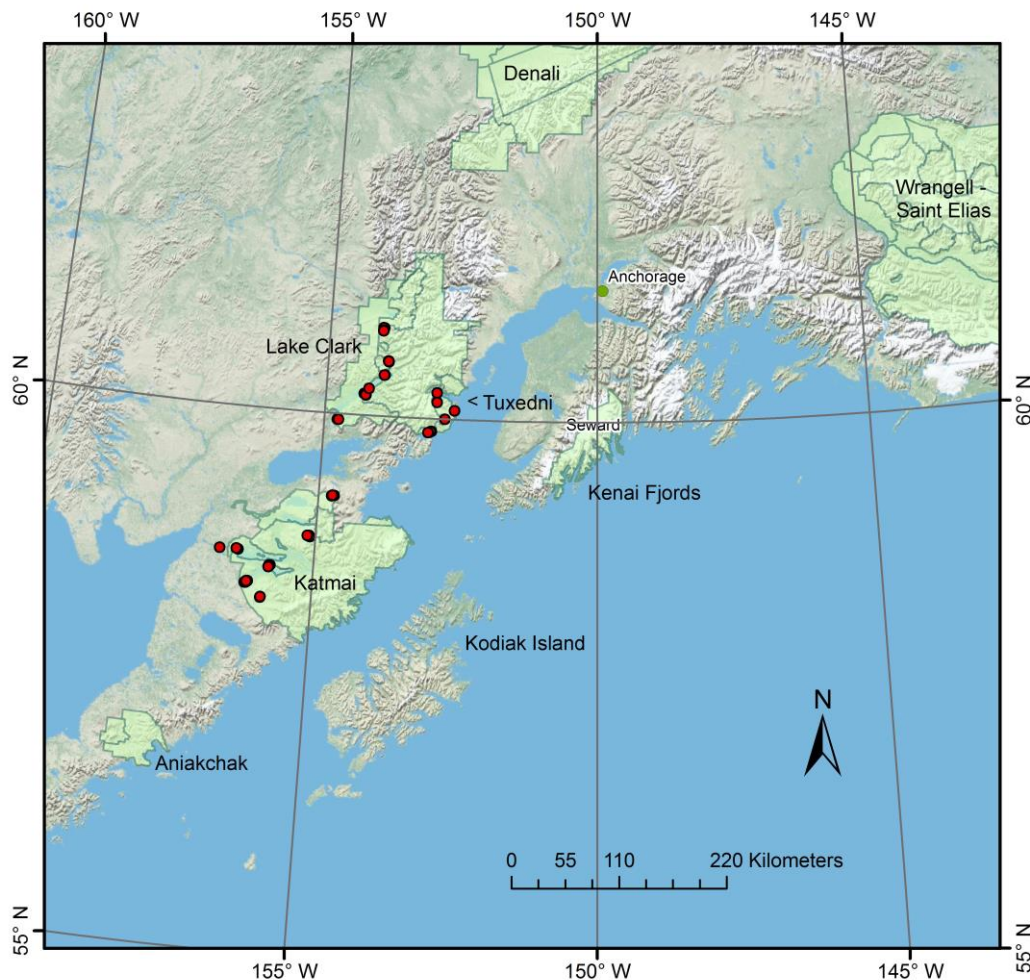 160° W
155° W
150° W
145° W
Denali
Wrangell -
Saint Elias
Anchorage
Lake Clark
60° N
< Tuxedni
60° N
Seward
Kenai Fjords
Katmai
Kodiak Island
N
Aniakchak
0 55 110 220 Kilometers
55° N
55° N
155° W
150° W
145° W